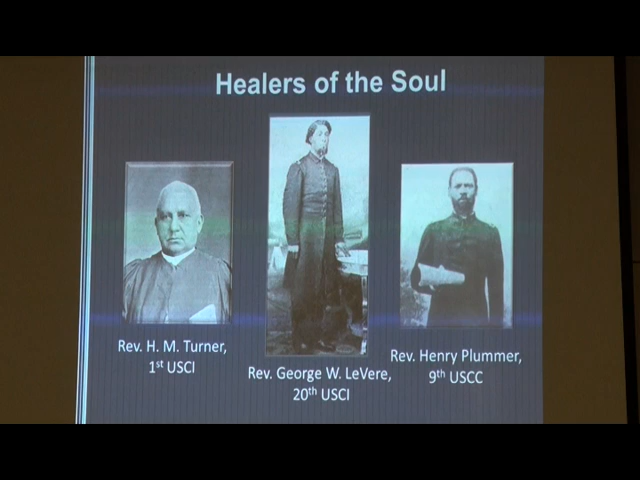 Healers of the Soul
Rev. H. M. Turner,
1st USCI
Rev. George W. LeVere,
20th USCI
Rev. Henry Plummer,
9th USCC